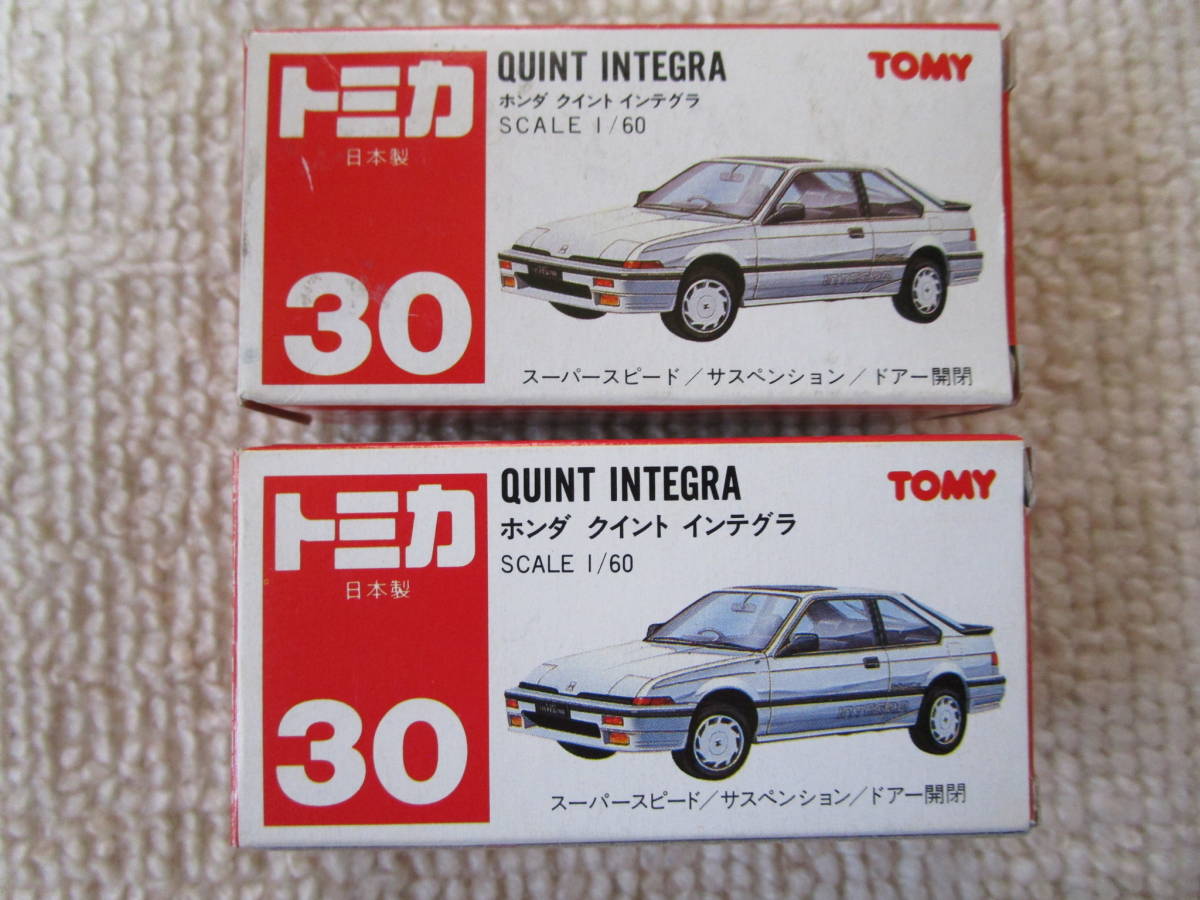 トミカ
日本製
30
QUINT INTEGRA
TOMY
ホンダ クイント インテグラ
SCALE 1/60
INTEGRA
スーパースピード/サスペンション/ドアー開閉
トミカ
日本製
30
QUINT INTEGRA
TOMY
ホンダ クイント インテグラ
SCALE 1/60
INTEGRA
スーパースピード/サスペンション/ドアー開閉